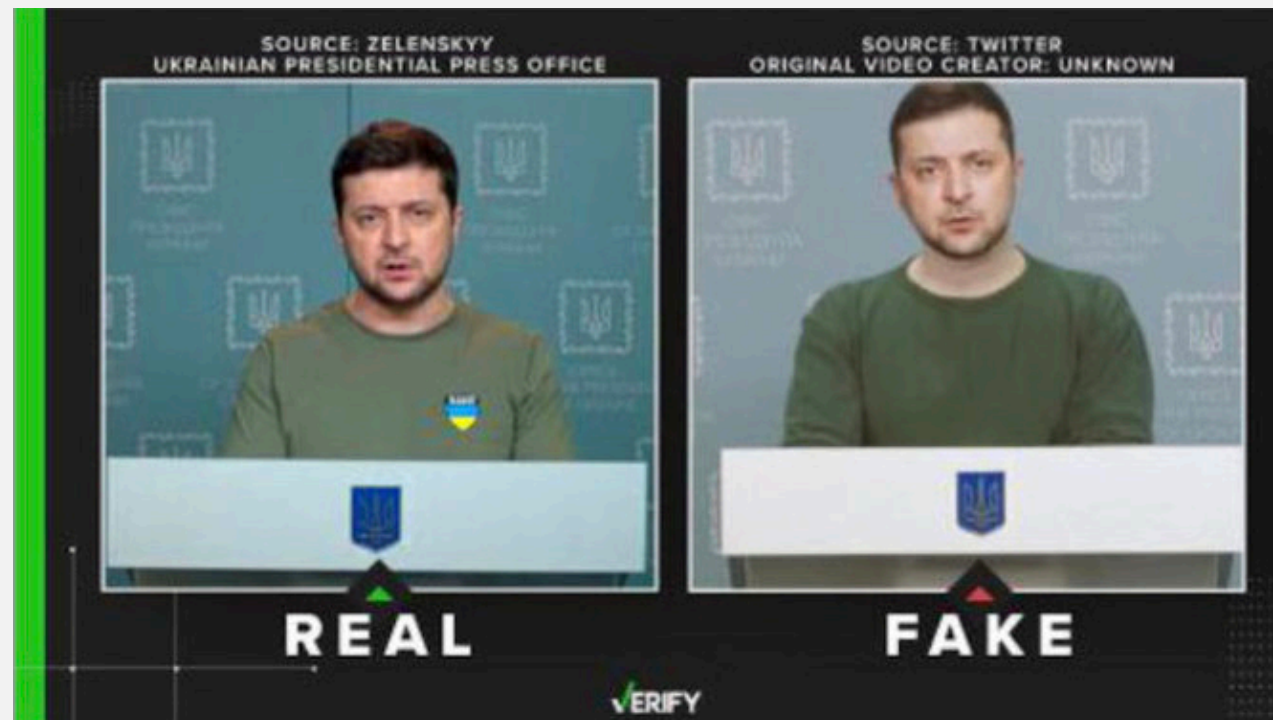 SOURCE: ZELENSKYY
UKRAINIAN PRESIDENTIAL PRESS OFFICE
SOURCE: TWITTER
ORIGINAL VIDEO CREATOR: UNKNOWN
REAL
FAKE
VERIFY